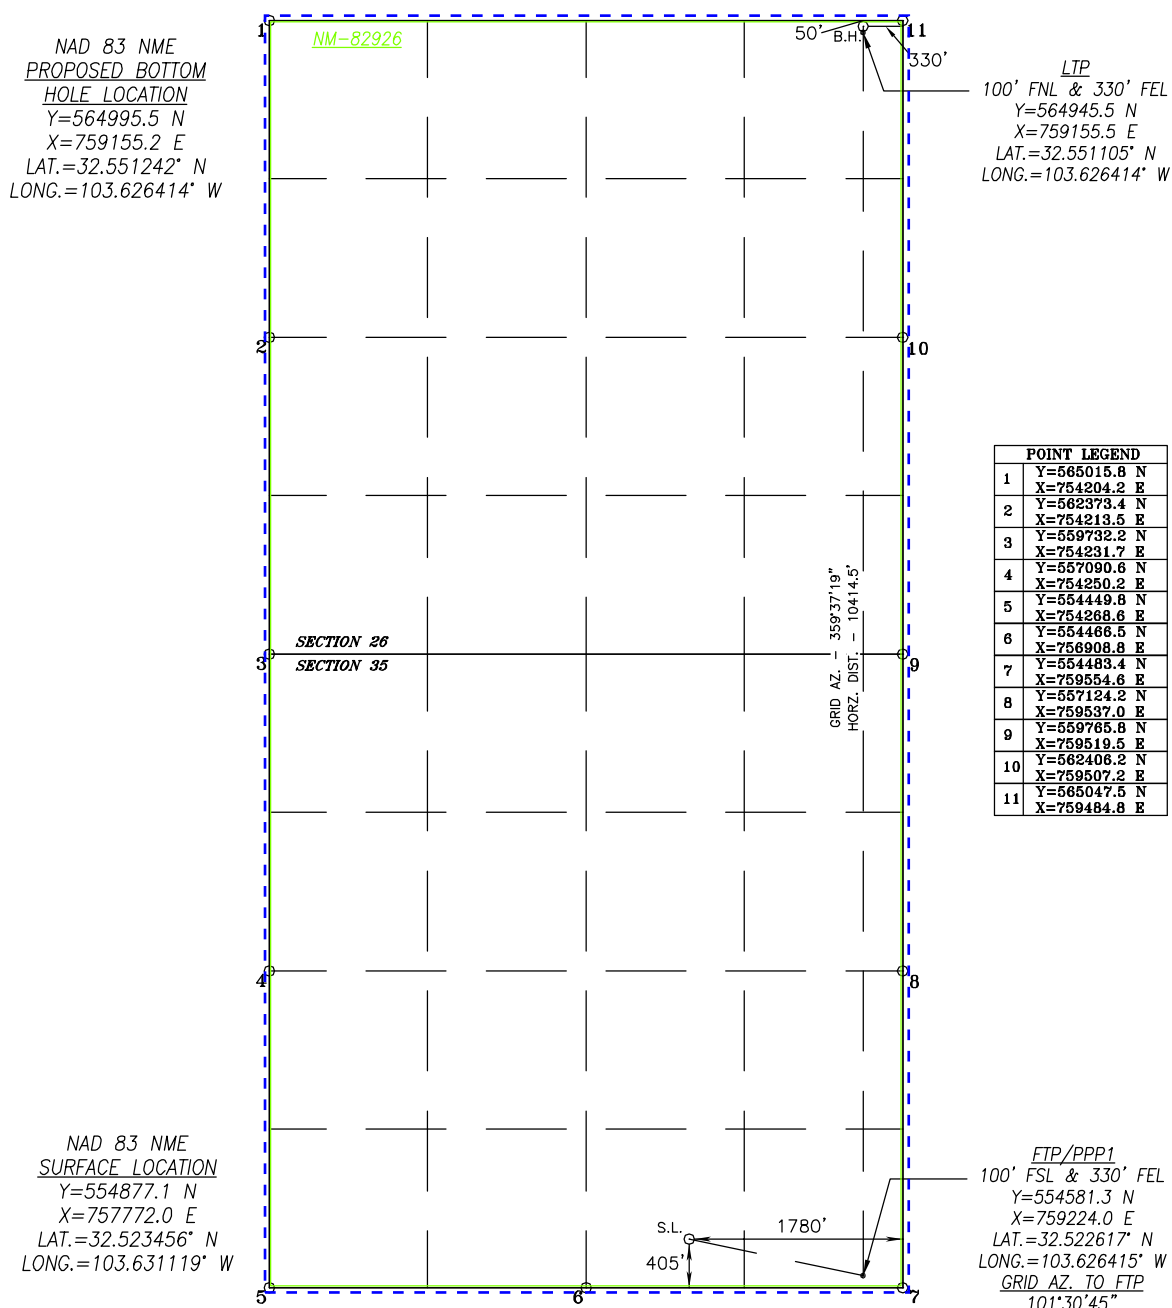 1
NM-82926
50'
B.H.
11
330'
NAD 83 NME
PROPOSED BOTTOM
HOLE LOCATION
Y=564995.5 N
X=759155.2 E
LAT.=32.551242° N
LONG.=103.626414° W
LTP
100' FNL & 330' FEL
Y=564945.5 N
X=759155.5 E
LAT.=32.551105° N
LONG.=103.626414° W
2
10
POINT LEGEND
1 Y=565015.8 N
X=754204.2 E
2 Y=562373.4 N
X=754213.5 E
3 Y=559732.2 N
X=754231.7 E
4 Y=557090.6 N
X=754250.2 E
5 Y=554449.8 N
X=754268.6 E
6 Y=554466.5 N
X=756908.8 E
7 Y=554483.4 N
X=759554.6 E
8 Y=557124.2 N
X=759537.0 E
9 Y=559765.8 N
X=759519.5 E
10 Y=562406.2 N
X=759507.2 E
11 Y=565047.5 N
X=759484.8 E
GRID AZ. - 359°37'19"
HORZ. DIST. - 10414.5'
SECTION 26
3
SECTION 35
9
4
8
NAD 83 NME
SURFACE LOCATION
Y=554877.1 N
X=757772.0 E
LAT.=32.523456° N
LONG.=103.631119° W
S.L.
1780'
405'
FTP/PPP1
100' FSL & 330' FEL
Y=554581.3 N
X=759224.0 E
LAT.=32.522617° N
LONG.=103.626415° W
GRID AZ. TO FTP
101°30'45"
5
6
7